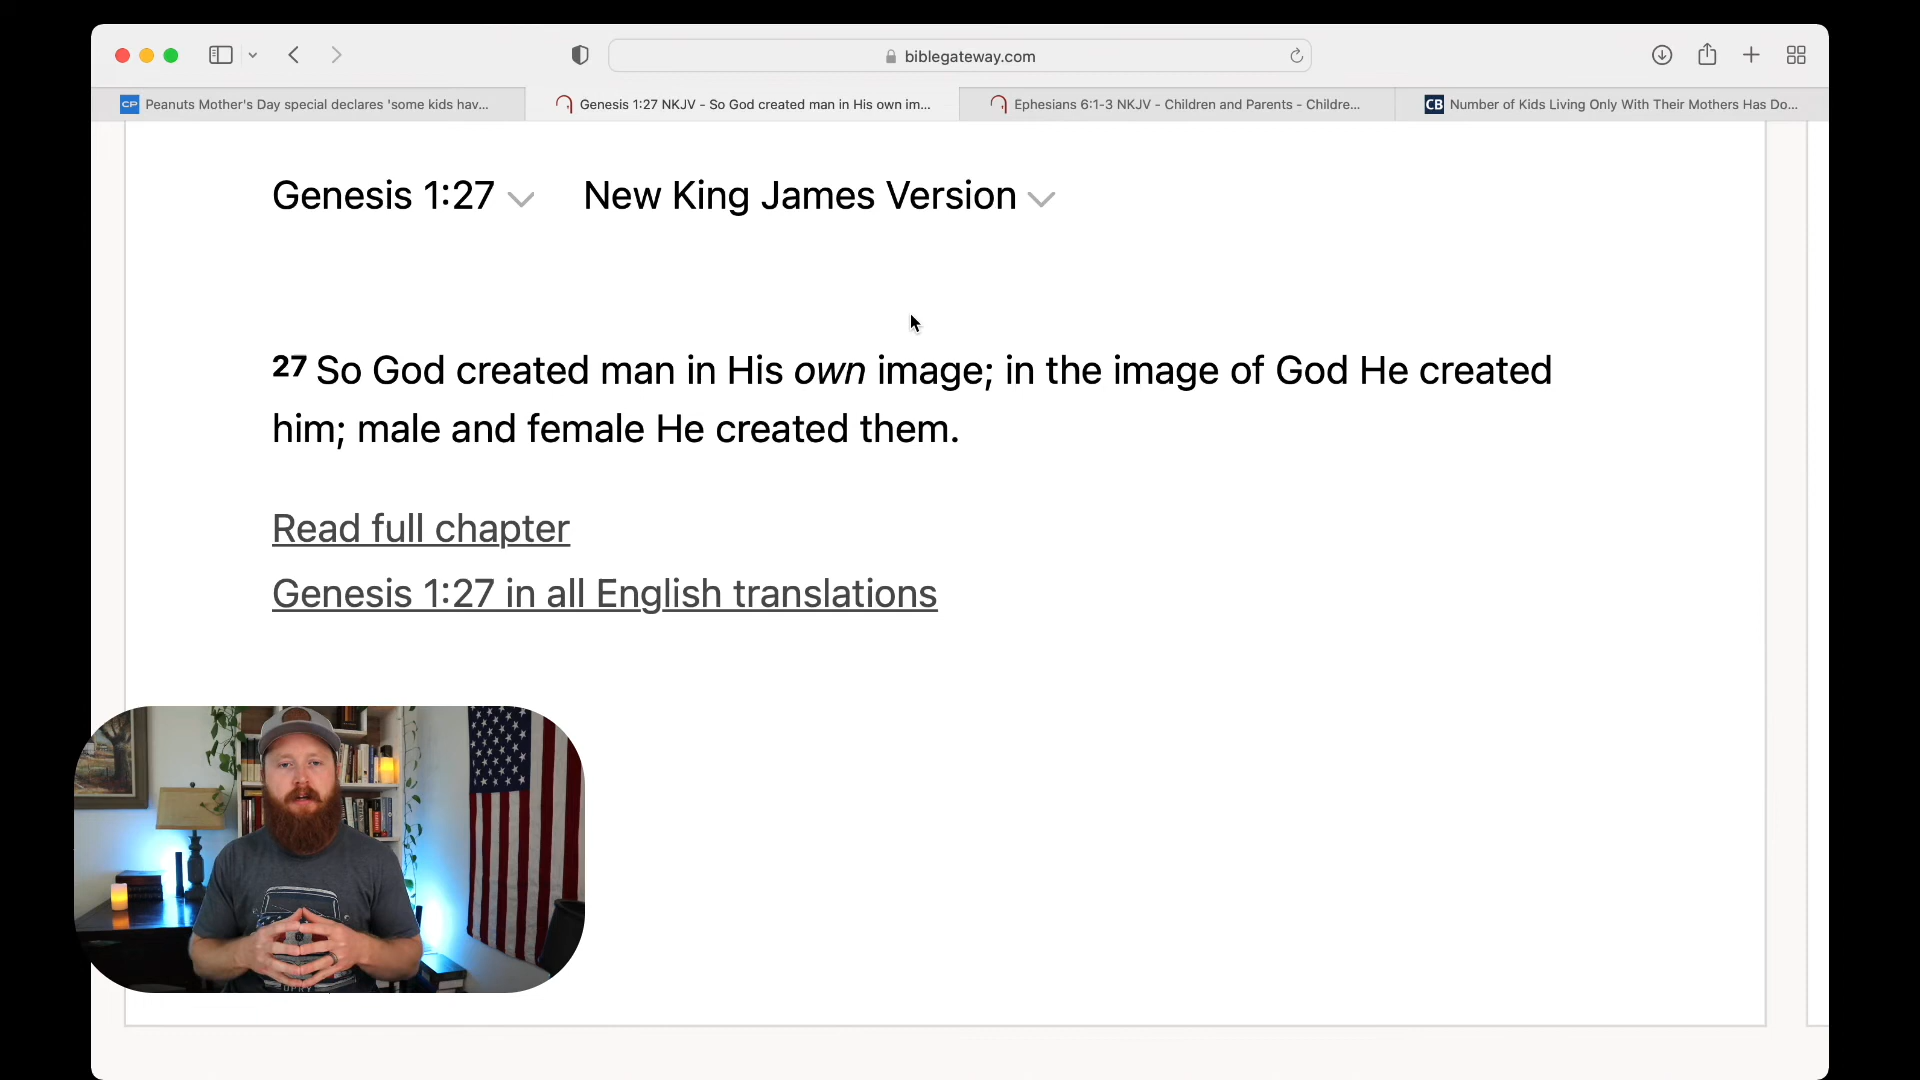 biblegateway.com
CP Peanuts Mother's Day special declares 'some kids hav...
Genesis 1:27 NKJV - So God created man in His own im...
Ephesians 6:1-3 NKJV - Children and Parents - Childre...
CB Number of Kids Living Only With Their Mothers Has Do...
Genesis 1:27 New King James Version
27 So God created man in His own image; in the image of God He created
him; male and female He created them.
Read full chapter
Genesis 1:27 in all English translations